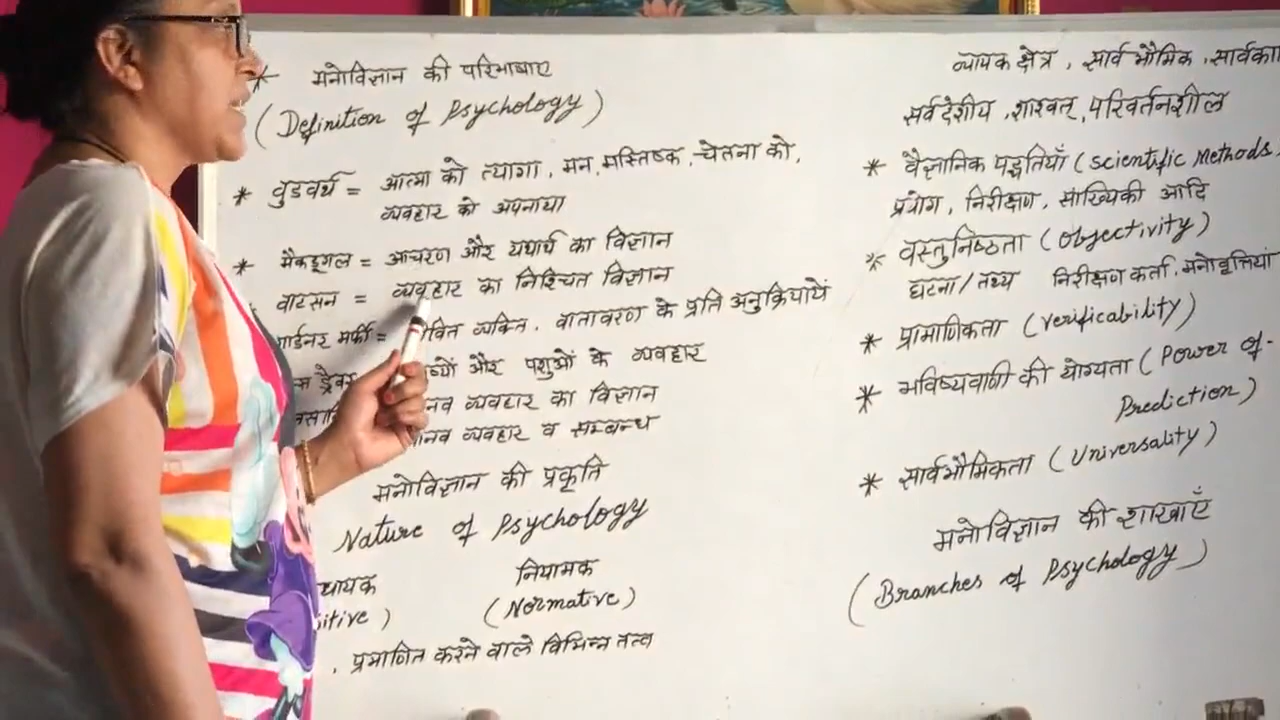 * मनोविज्ञान की परिभाषाए
(Definition of Psychology)
* वुडवर्थ = आत्मा को त्यागा, मन, मस्तिष्क, चेतना को,
व्यवहार को अपनाया
* मैकडूगल = आचरण और यथार्थ का विज्ञान
वाटसन = व्यवहार का निश्चित विज्ञान
गार्डनर मर्फी = व्यक्ति, वातावरण के प्रति अनुक्रियायें
और पशुओं के व्यवहार
व्यवहार का विज्ञान
व्यवहार व सम्बन्ध
मनोविज्ञान की प्रकृति
Nature of Psychology
नियामक
(Normative)
, प्रमाणित करने वाले विभिन्न तत्व
व्यापक क्षेत्र, सार्व भौमिक,
सर्वदेशीय, शाश्वत्, परिवर्तनशील
* वैज्ञानिक पद्धतियाँ (Scientific Methods
प्रयोग, निरीक्षण, सांख्यिकी आदि
* वस्तुनिष्ठता (Objectivity)
घटना/तथ्य निरीक्षण कर्ता, मनोवृत्तियां
* प्रामाणिकता (Verificability)
* भविष्यवाणी की योग्यता (Power of-
Prediction)
* सार्वभौमिकता (Universality)
मनोविज्ञान की शाखाएँ
(Branches of Psychology)